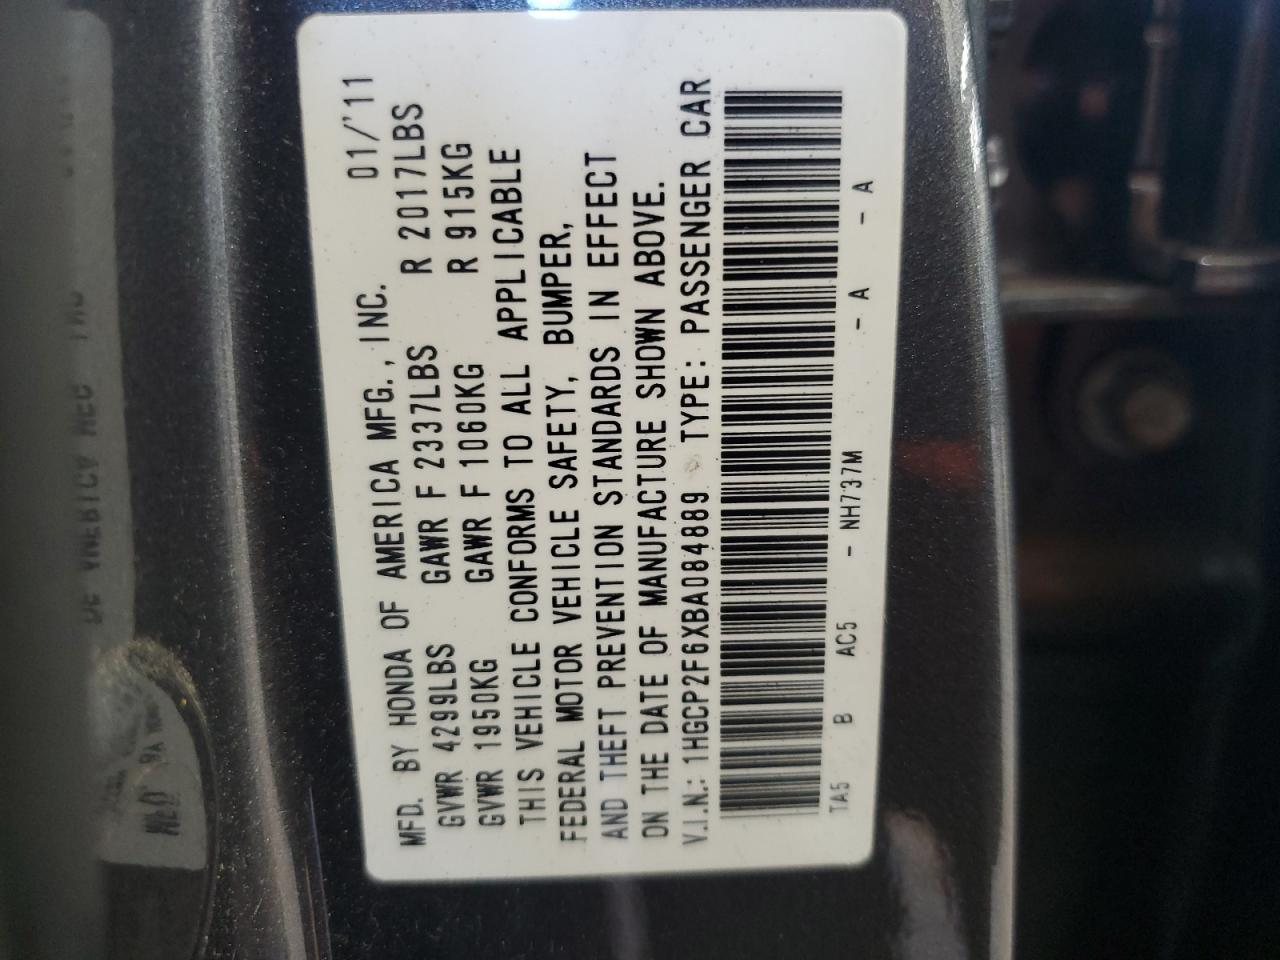 MFD. BY HONDA OF AMERICA MFG., INC. 01/'11
GVWR 4299LBS GAWR F 2337LBS R 2017LBS
GVWR 1950KG GAWR F 1060KG R 915KG
THIS VEHICLE CONFORMS TO ALL APPLICABLE
FEDERAL MOTOR VEHICLE SAFETY, BUMPER,
AND THEFT PREVENTION STANDARDS IN EFFECT
ON THE DATE OF MANUFACTURE SHOWN ABOVE.
V.I.N.: 1HGCP2F6XBA084889 TYPE: PASSENGER CAR
TA5 B AC5 - NH737M - A - A